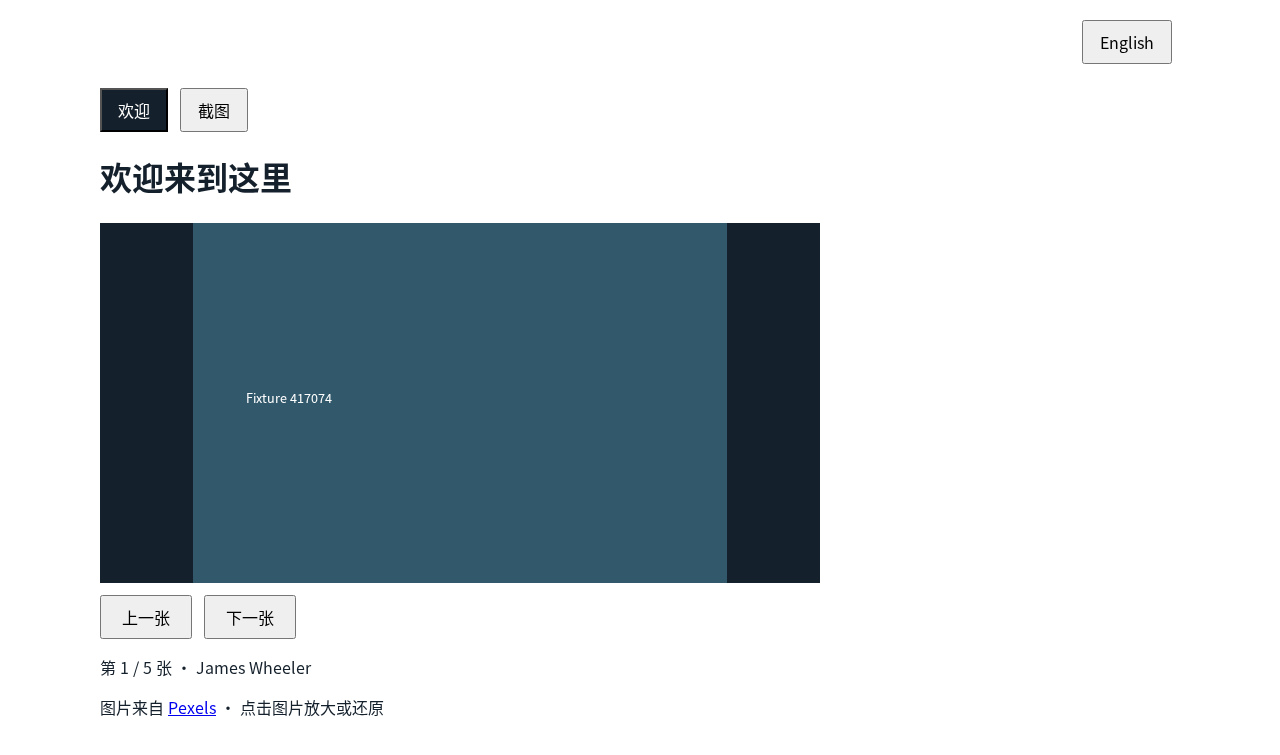 English
欢迎 截图
欢迎来到这里
Fixture 417074
上一张 下一张
第 1 / 5 张 · James Wheeler
图片来自 Pexels · 点击图片放大或还原